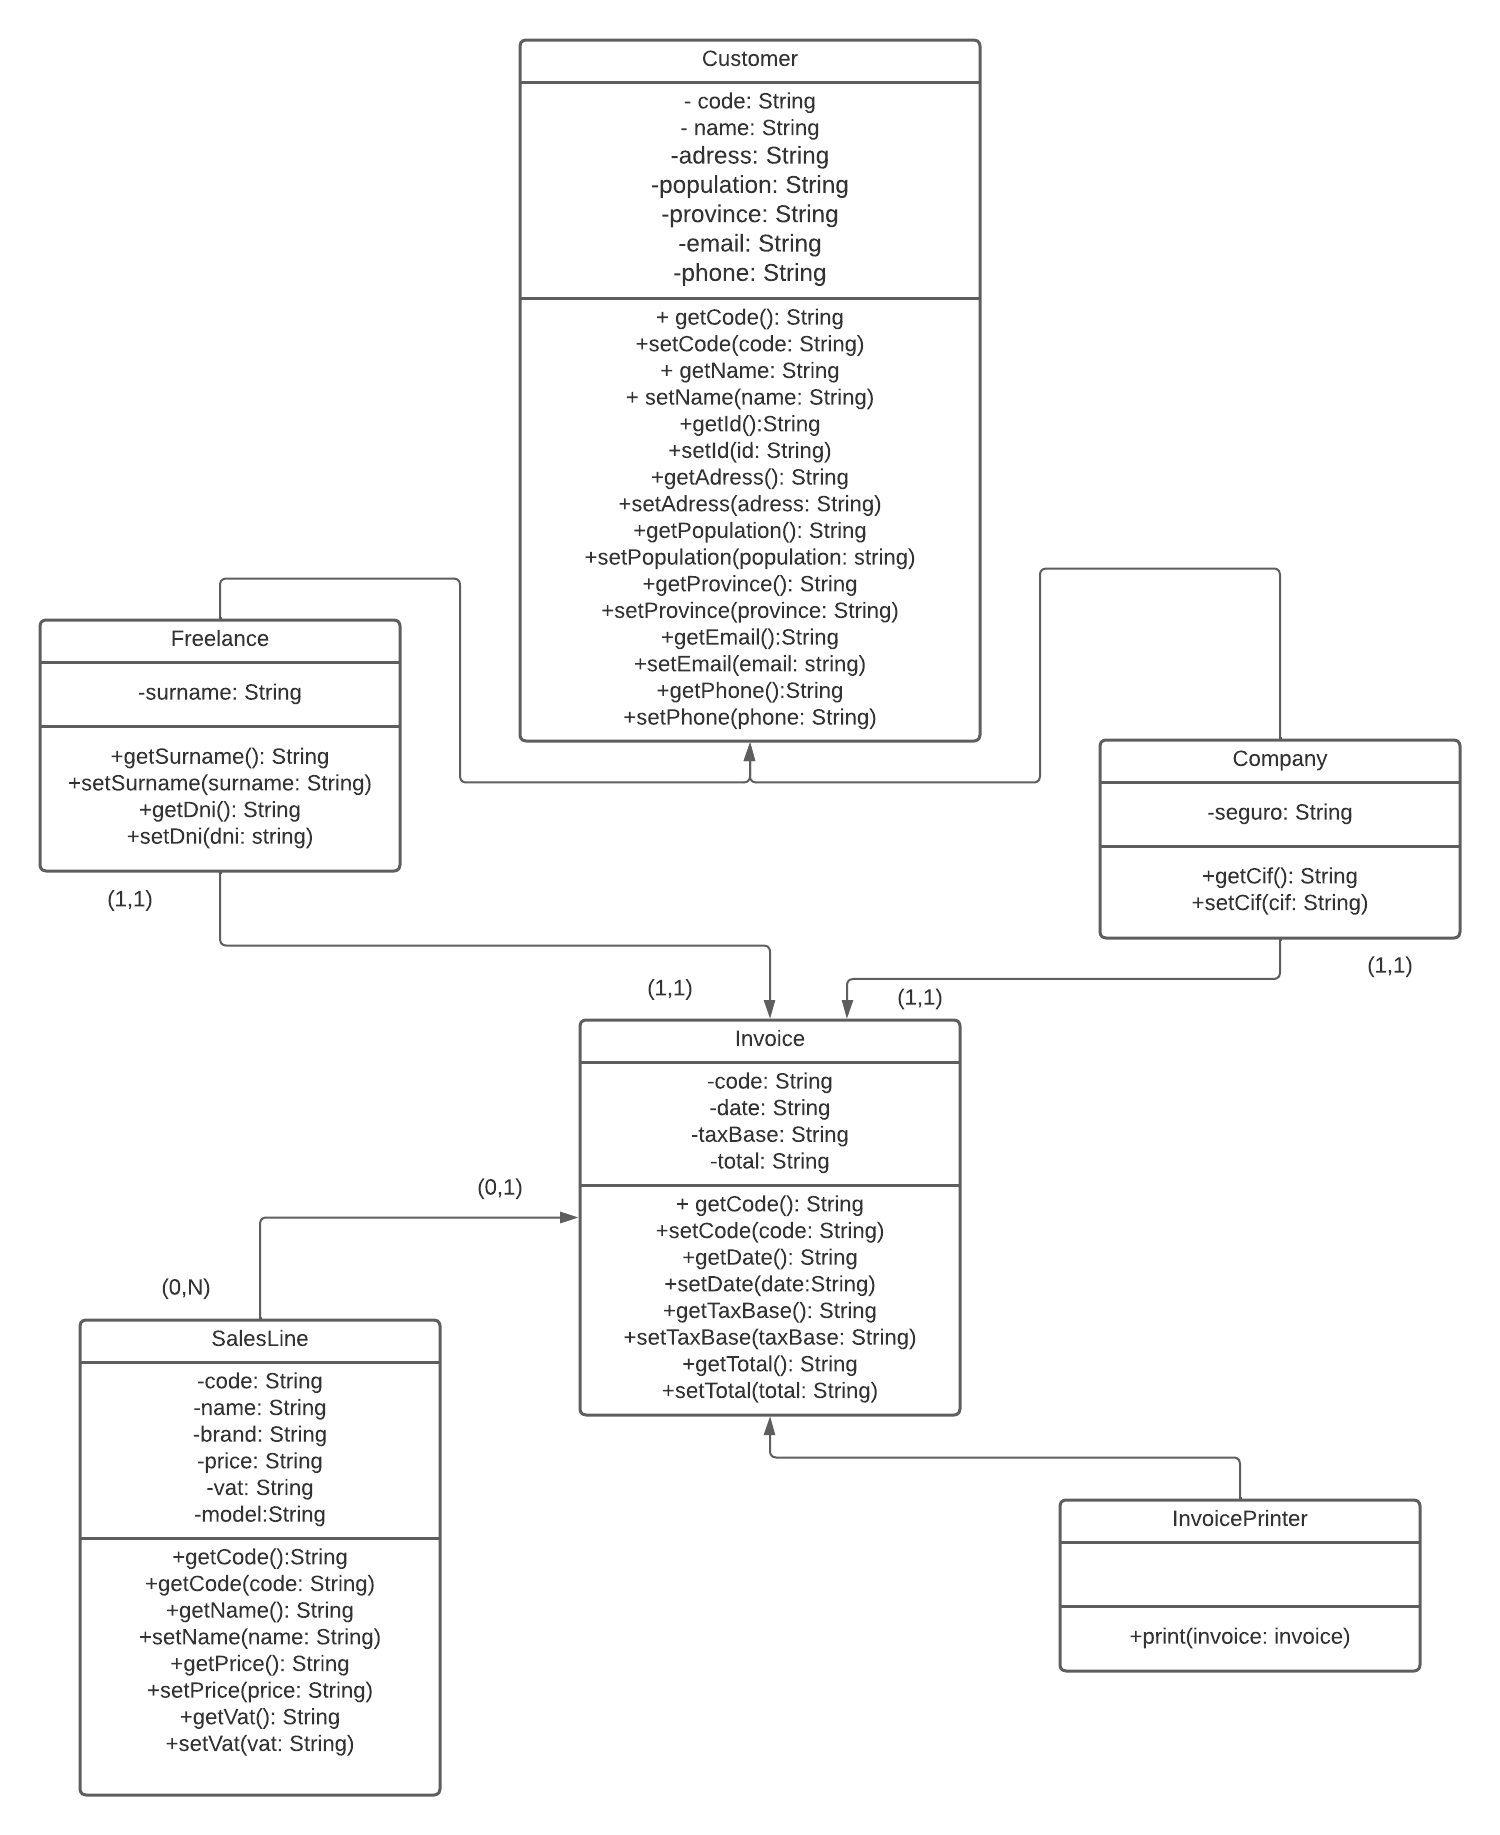 Customer
- code: String
- name: String
-adress: String
-population: String
-province: String
-email: String
-phone: String
+ getCode(): String
+setCode(code: String)
+ getName: String
+ setName(name: String)
+getId():String
+setId(id: String)
+getAdress(): String
+setAdress(adress: String)
+getPopulation(): String
+setPopulation(population: string)
+getProvince(): String
+setProvince(province: String)
+getEmail():String
+setEmail(email: string)
+getPhone():String
+setPhone(phone: String)
Freelance
-surname: String
+getSurname(): String
+setSurname(surname: String)
+getDni(): String
+setDni(dni: string)
(1,1)
Company
-seguro: String
+getCif(): String
+setCif(cif: String)
(1,1)
(1,1)
(1,1)
Invoice
-code: String
-date: String
-taxBase: String
-total: String
+ getCode(): String
+setCode(code: String)
+getDate(): String
+setDate(date:String)
+getTaxBase(): String
+setTaxBase(taxBase: String)
+getTotal(): String
+setTotal(total: String)
(0,1)
(0,N)
SalesLine
-code: String
-name: String
-brand: String
-price: String
-vat: String
-model:String
+getCode():String
+getCode(code: String)
+getName(): String
+setName(name: String)
+getPrice(): String
+setPrice(price: String)
+getVat(): String
+setVat(vat: String)
InvoicePrinter
+print(invoice: invoice)